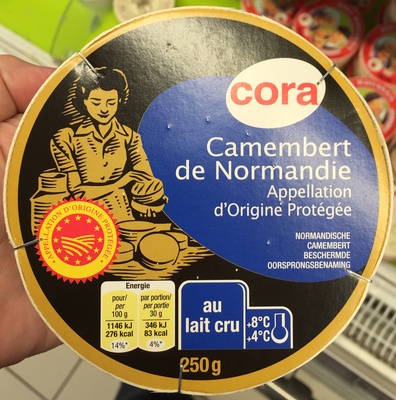 cora
Camembert
de Normandie
Appellation
d'Origine Protégée
NORMANDISCHE
CAMEMBERT
BESCHERMDE
OORSPRONGSBENAMING
APPELLATION D'ORIGINE PROTÉGÉE
Energie
pour/
per
100 g
1146 kJ
276 kcal
14%*
par portion/
per portie
30 g
346 kJ
83 kcal
4%*
au
lait cru
+8°C
+4°C
250 g